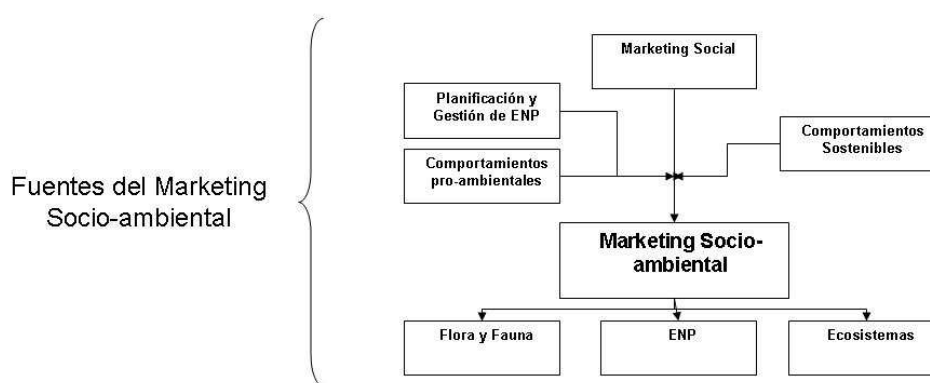 Fuentes del Marketing
Socio-ambiental
Marketing Social
Planificación y
Gestión de ENP
Comportamientos
Sostenibles
Comportamientos
pro-ambientales
Marketing Socio-
ambiental
Flora y Fauna
ENP
Ecosistemas